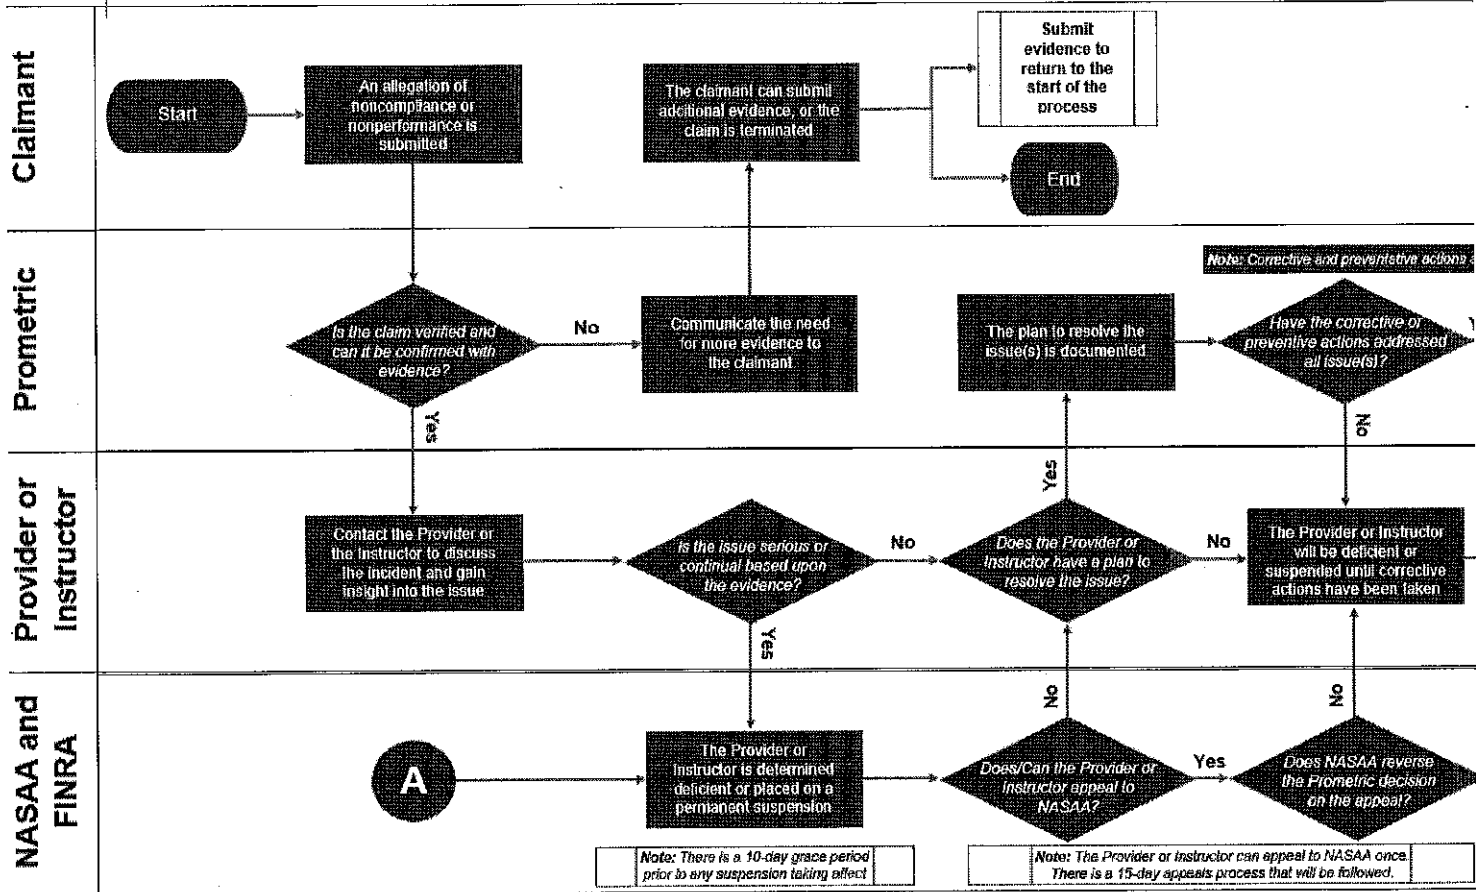 Claimant
Start
An allegation of
noncompliance or
nonperformance is
submitted
The claimant can submit
additional evidence, or the
claim is terminated
Submit
evidence to
return to the
start of the
process
End
Prometric
Is the claim verified and
can it be confirmed with
evidence?
No
Communicate the need
for more evidence to
the claimant
The plan to resolve the
issue(s) is documented
Note: Corrective and preventative actions
Have the corrective or
preventive actions addressed
all issue(s)?
Yes
No
Provider or
Instructor
Contact the Provider or
the Instructor to discuss
the incident and gain
insight into the issue
Is the issue serious or
continual based upon
the evidence?
No
Yes
Does the Provider or
Instructor have a plan to
resolve the issue?
Yes
No
The Provider or Instructor
will be deficient or
suspended until corrective
actions have been taken
NASAA and
FINRA
A
The Provider or
Instructor is determined
deficient or placed on a
permanent suspension
No
Does/Can the Provider or
Instructor appeal to
NASAA?
Yes
No
Does NASAA reverse
the Prometric decision
on the appeal?
Note: There is a 10-day grace period
prior to any suspension taking affect
Note: The Provider or Instructor can appeal to NASAA once.
There is a 15-day appeals process that will be followed.